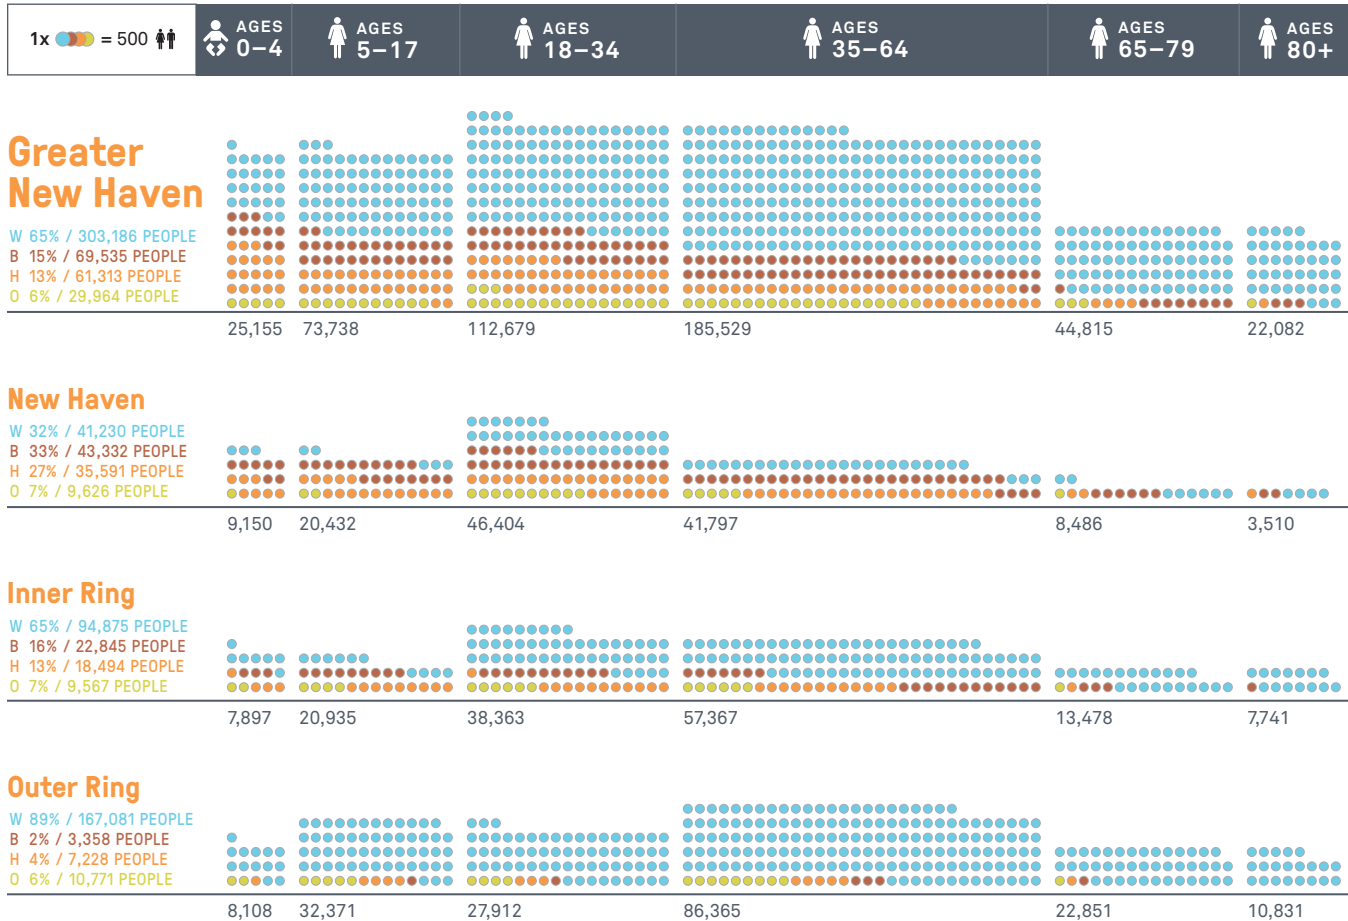 1x = 500
AGES 0–4
AGES 5–17
AGES 18–34
AGES 35–64
AGES 65–79
AGES 80+
Greater
New Haven
W 65% / 303,186 PEOPLE
B 15% / 69,535 PEOPLE
H 13% / 61,313 PEOPLE
O 6% / 29,964 PEOPLE
25,155 73,738 112,679 185,529 44,815 22,082
New Haven
W 32% / 41,230 PEOPLE
B 33% / 43,332 PEOPLE
H 27% / 35,591 PEOPLE
O 7% / 9,626 PEOPLE
9,150 20,432 46,404 41,797 8,486 3,510
Inner Ring
W 65% / 94,875 PEOPLE
B 16% / 22,845 PEOPLE
H 13% / 18,494 PEOPLE
O 7% / 9,567 PEOPLE
7,897 20,935 38,363 57,367 13,478 7,741
Outer Ring
W 89% / 167,081 PEOPLE
B 2% / 3,358 PEOPLE
H 4% / 7,228 PEOPLE
O 6% / 10,771 PEOPLE
8,108 32,371 27,912 86,365 22,851 10,831